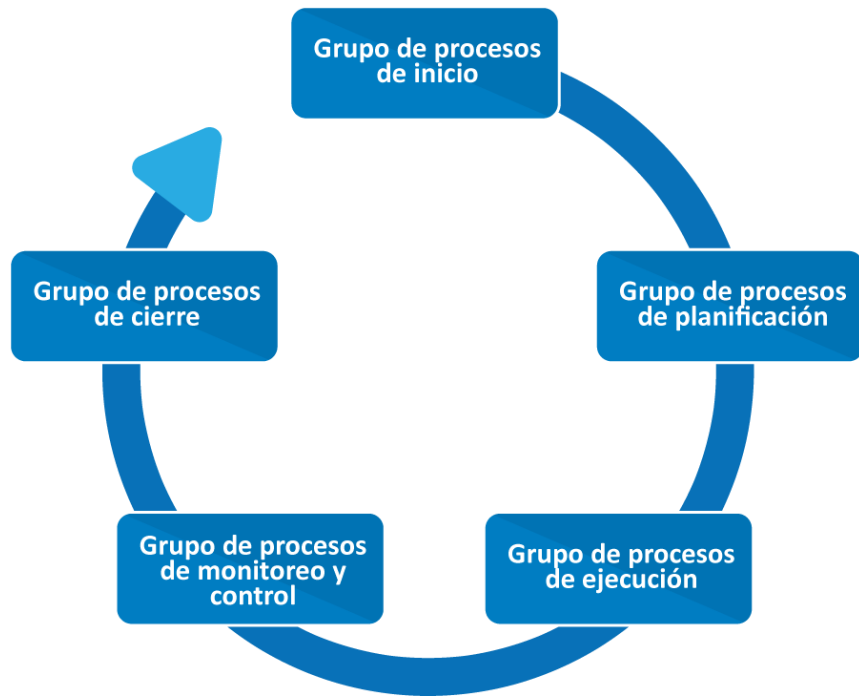 Grupo de procesos
de inicio
Grupo de procesos
de planificación
Grupo de procesos
de ejecución
Grupo de procesos
de monitoreo y
control
Grupo de procesos
de cierre